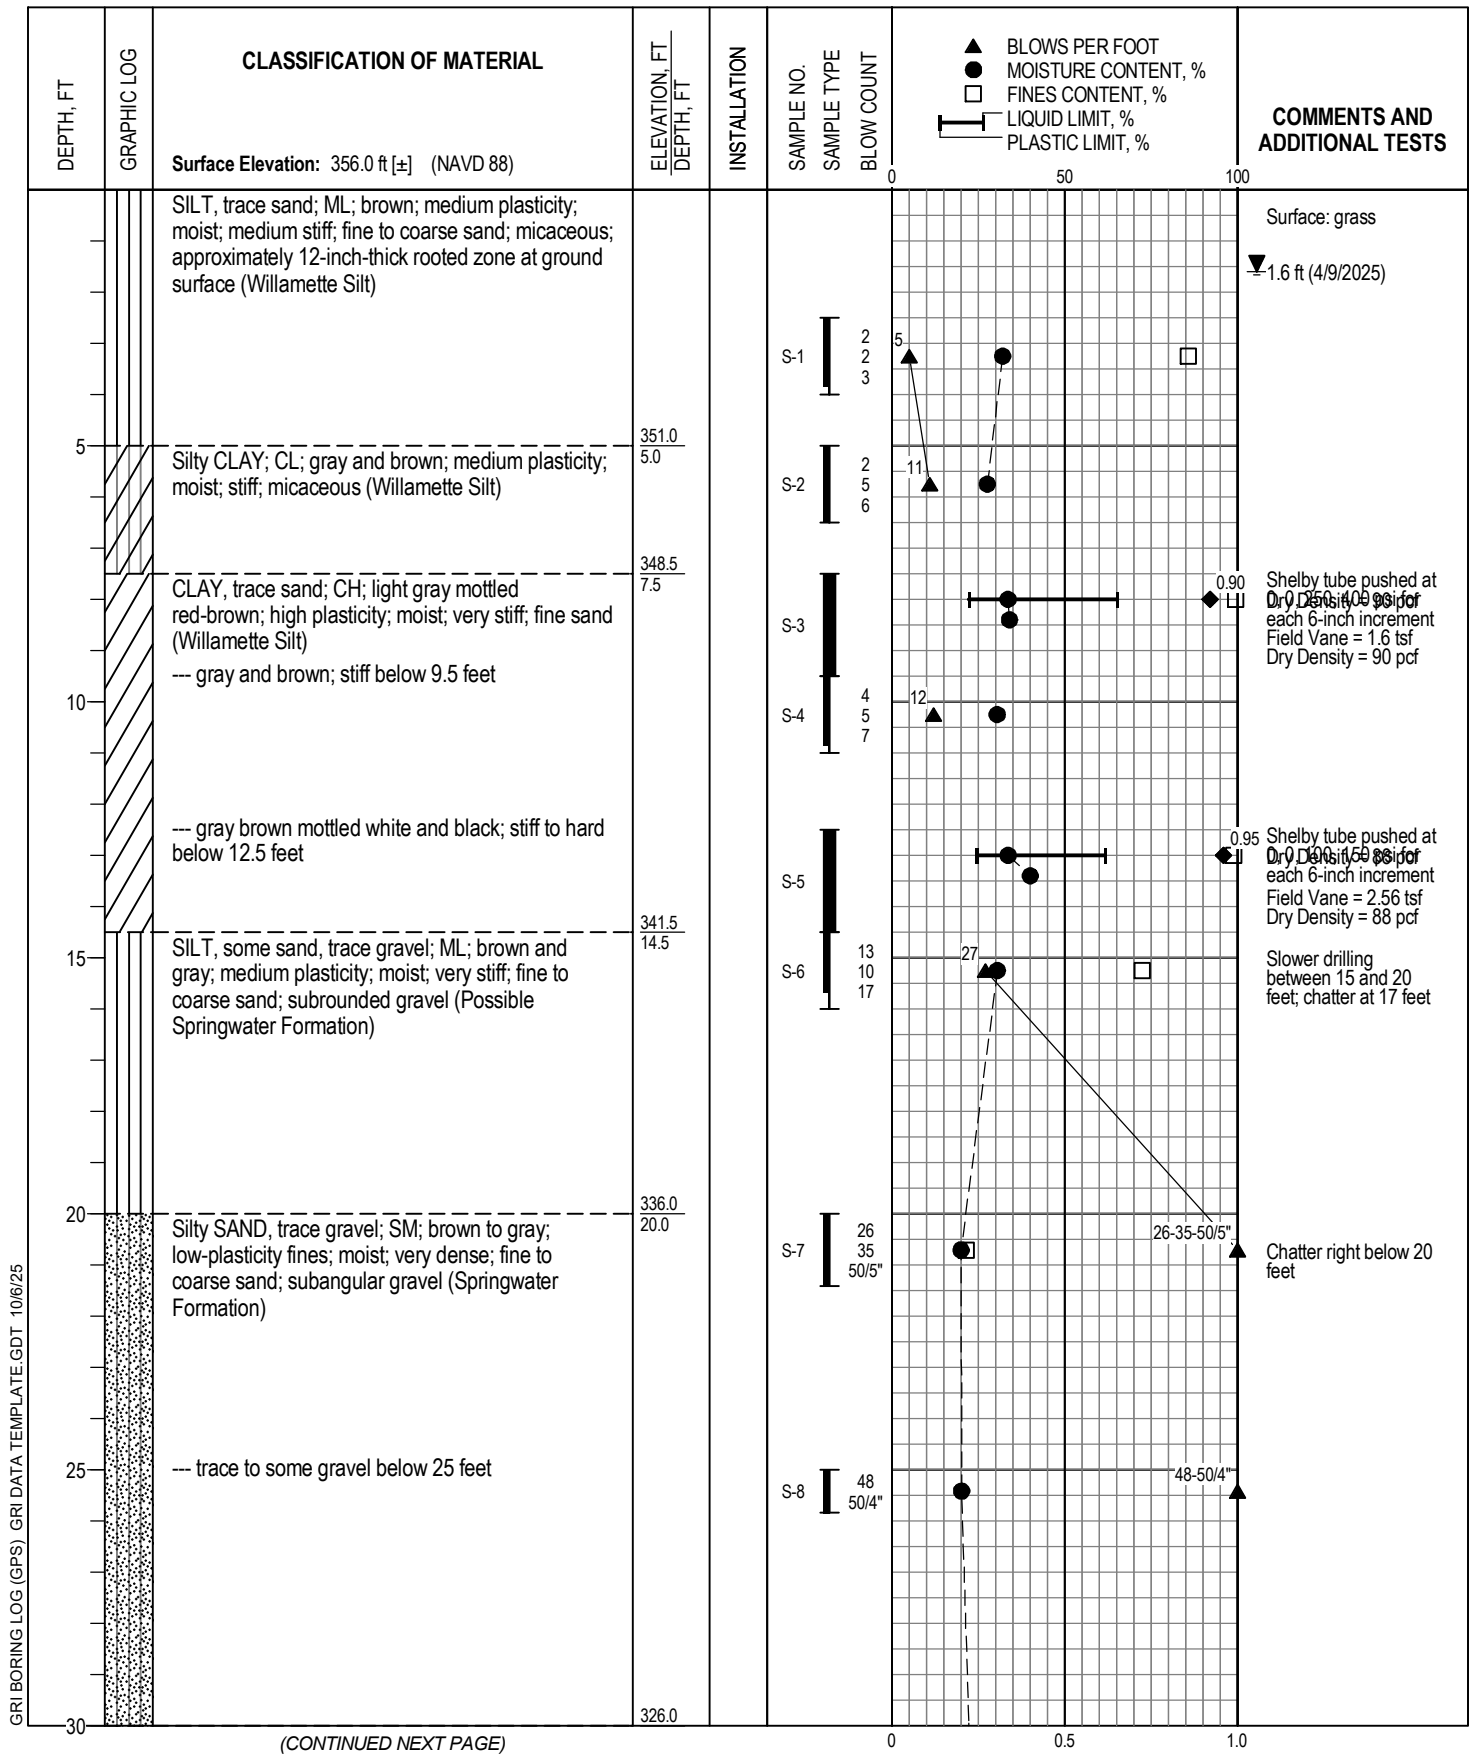 DEPTH, FT
GRAPHIC LOG
CLASSIFICATION OF MATERIAL
Surface Elevation: 356.0 ft [±] (NAVD 88)
ELEVATION, FT
DEPTH, FT
INSTALLATION
SAMPLE NO.
SAMPLE TYPE
BLOW COUNT
BLOWS PER FOOT
MOISTURE CONTENT, %
FINES CONTENT, %
LIQUID LIMIT, %
PLASTIC LIMIT, %
COMMENTS AND
ADDITIONAL TESTS
0 50 100
SILT, trace sand; ML; brown; medium plasticity;
moist; medium stiff; fine to coarse sand; micaceous;
approximately 12-inch-thick rooted zone at ground
surface (Willamette Silt)
Surface: grass
1.6 ft (4/9/2025)
S-1
2
2
3
5
5
351.0
5.0
Silty CLAY; CL; gray and brown; medium plasticity;
moist; stiff; micaceous (Willamette Silt)
S-2
2
5
6
11
348.5
7.5
CLAY, trace sand; CH; light gray mottled
red-brown; high plasticity; moist; very stiff; fine sand
(Willamette Silt)
--- gray and brown; stiff below 9.5 feet
S-3
0.90
Shelby tube pushed at
each 6-inch increment
Field Vane = 1.6 tsf
Dry Density = 90 pcf
10
S-4
4
5
7
12
--- gray brown mottled white and black; stiff to hard
below 12.5 feet
S-5
0.95
Shelby tube pushed at
each 6-inch increment
Field Vane = 2.56 tsf
Dry Density = 88 pcf
341.5
14.5
15
SILT, some sand, trace gravel; ML; brown and
gray; medium plasticity; moist; very stiff; fine to
coarse sand; subrounded gravel (Possible
Springwater Formation)
S-6
13
10
17
27
Slower drilling
between 15 and 20
feet; chatter at 17 feet
20
336.0
20.0
Silty SAND, trace gravel; SM; brown to gray;
low-plasticity fines; moist; very dense; fine to
coarse sand; subangular gravel (Springwater
Formation)
S-7
26
35
50/5"
26-35-50/5"
Chatter right below 20
feet
25
--- trace to some gravel below 25 feet
S-8
48
50/4"
48-50/4"
30
326.0
0 0.5 1.0
(CONTINUED NEXT PAGE)
GRI BORING LOG (GPS) GRI DATA TEMPLATE.GDT 10/6/25